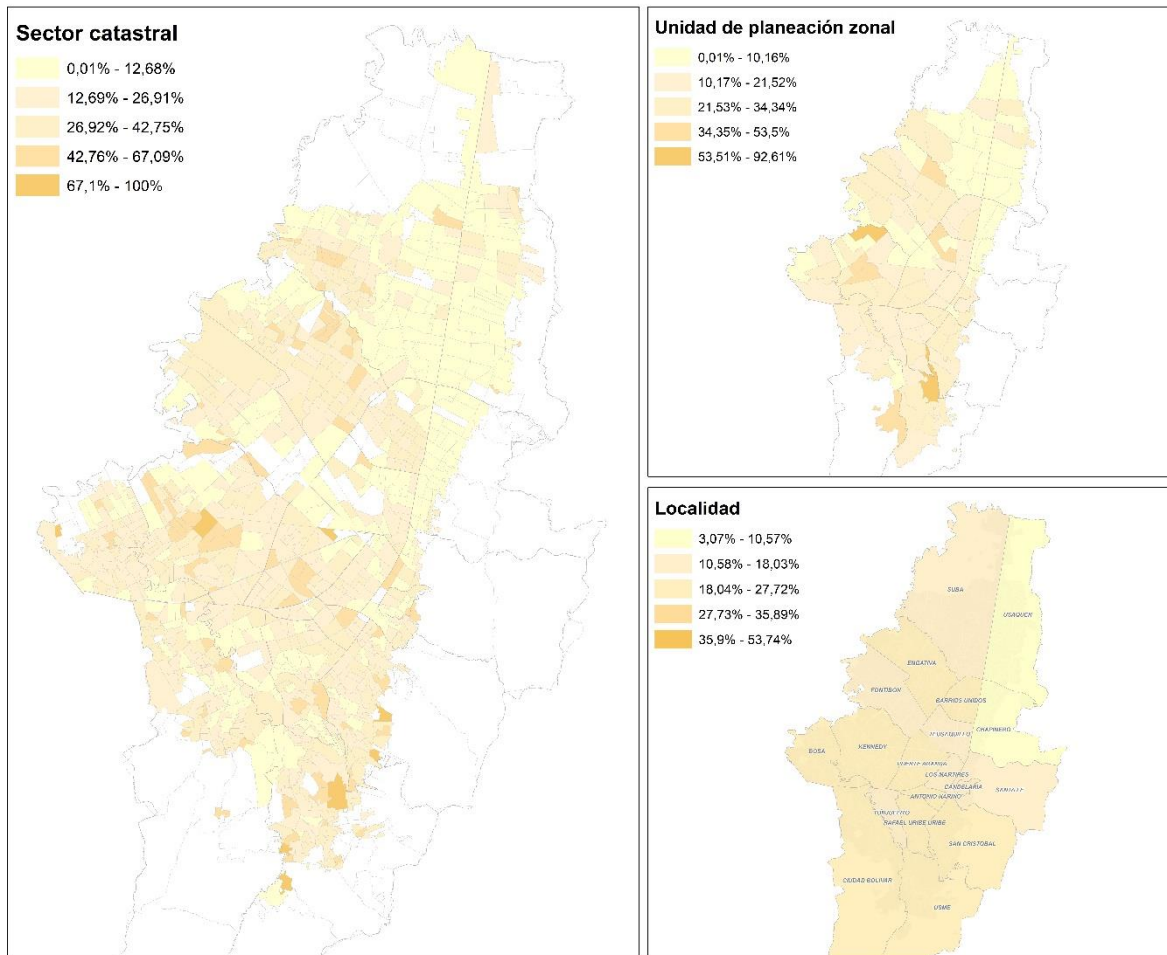 Sector catastral
0,01% - 12,68%
12,69% - 26,91%
26,92% - 42,75%
42,76% - 67,09%
67,1% - 100%
Unidad de planeación zonal
0,01% - 10,16%
10,17% - 21,52%
21,53% - 34,34%
34,35% - 53,5%
53,51% - 92,61%
Localidad
3,07% - 10,57%
10,58% - 18,03%
18,04% - 27,72%
27,73% - 35,89%
35,9% - 53,74%
SUBA
USAQUEN
ENGATIVA
FONTIBON
BARRIOS UNIDOS
CHAPINERO
BOSA
KENNEDY
LOS MARTIRES
CANDELARIA
SANTA FE
ANTONIO NARIÑO
RAFAEL URIBE URIBE
SAN CRISTOBAL
CIUDAD BOLIVAR
USME